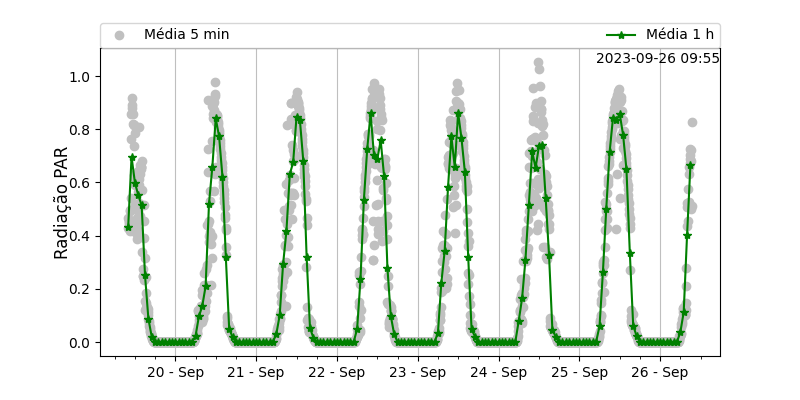 Média 5 min
Média 1 h
2023-09-26 09:55
Radiação PAR
1.0
0.8
0.6
0.4
0.2
0.0
20 - Sep
21 - Sep
22 - Sep
23 - Sep
24 - Sep
25 - Sep
26 - Sep